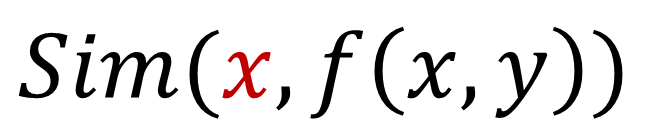 Sim(x, f(x, y))